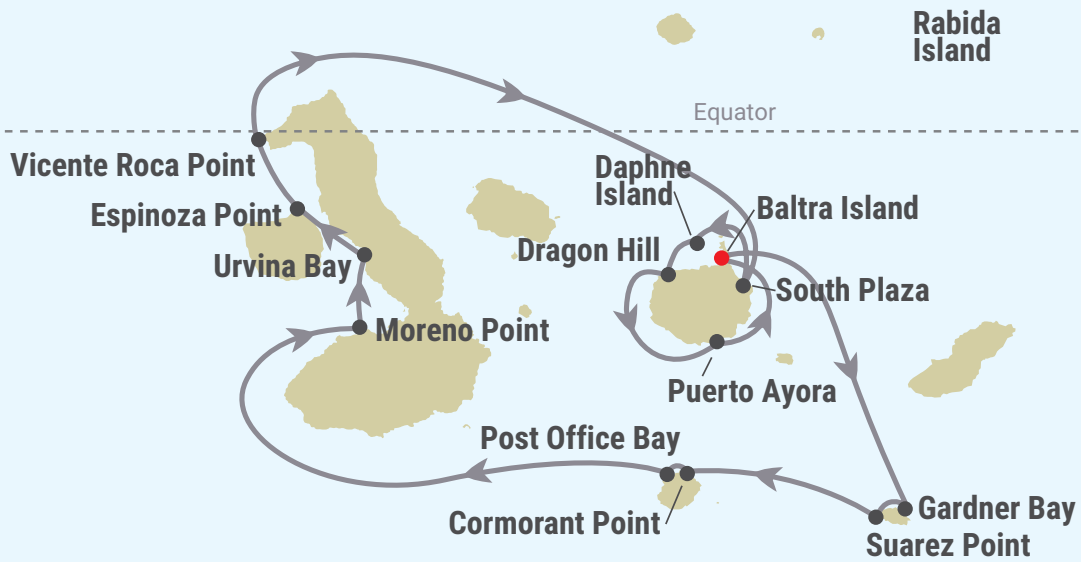 Rabida
Island
Equator
Vicente Roca Point
Daphne
Island
Espinoza Point
Baltra Island
Dragon Hill
Urvina Bay
South Plaza
Moreno Point
Puerto Ayora
Post Office Bay
Cormorant Point
Gardner Bay
Suarez Point